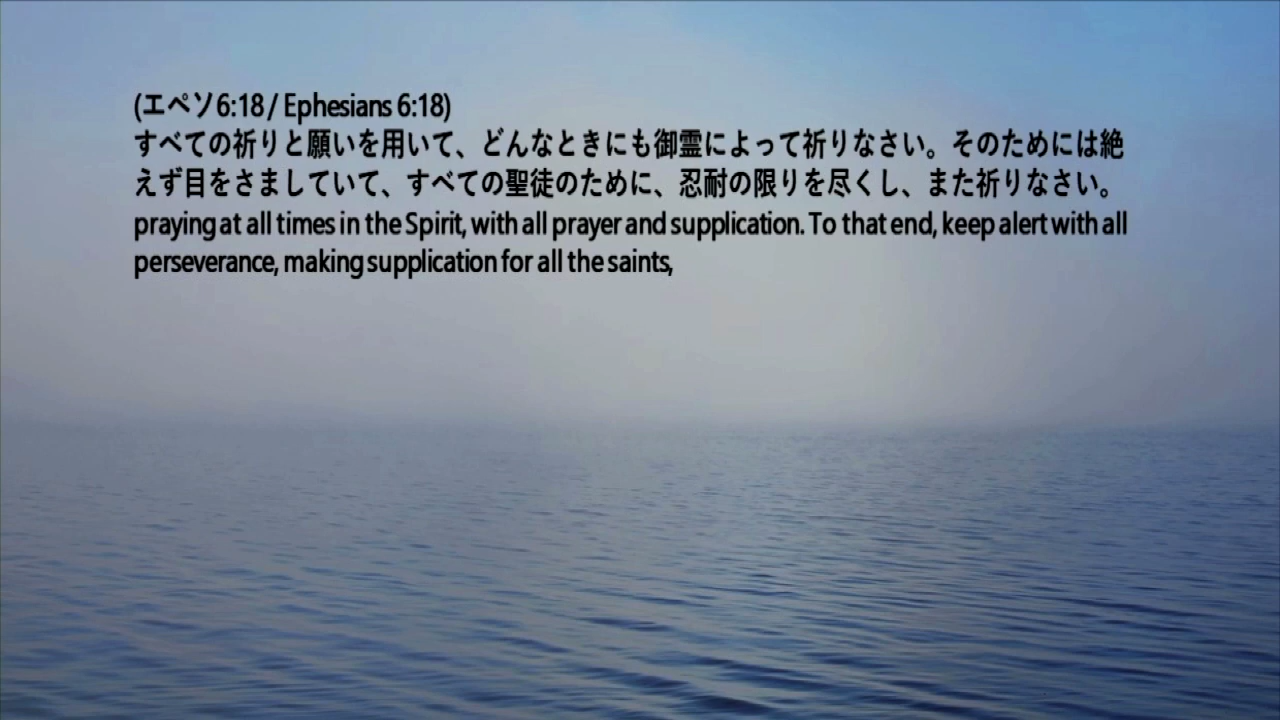 (エペソ6:18 / Ephesians 6:18)
すべての祈りと願いを用いて、どんなときにも御霊によって祈りなさい。そのためには絶
えず目をさましていて、すべての聖徒のために、忍耐の限りを尽くし、また祈りなさい。
praying at all times in the Spirit, with all prayer and supplication. To that end, keep alert with all
perseverance, making supplication for all the saints,